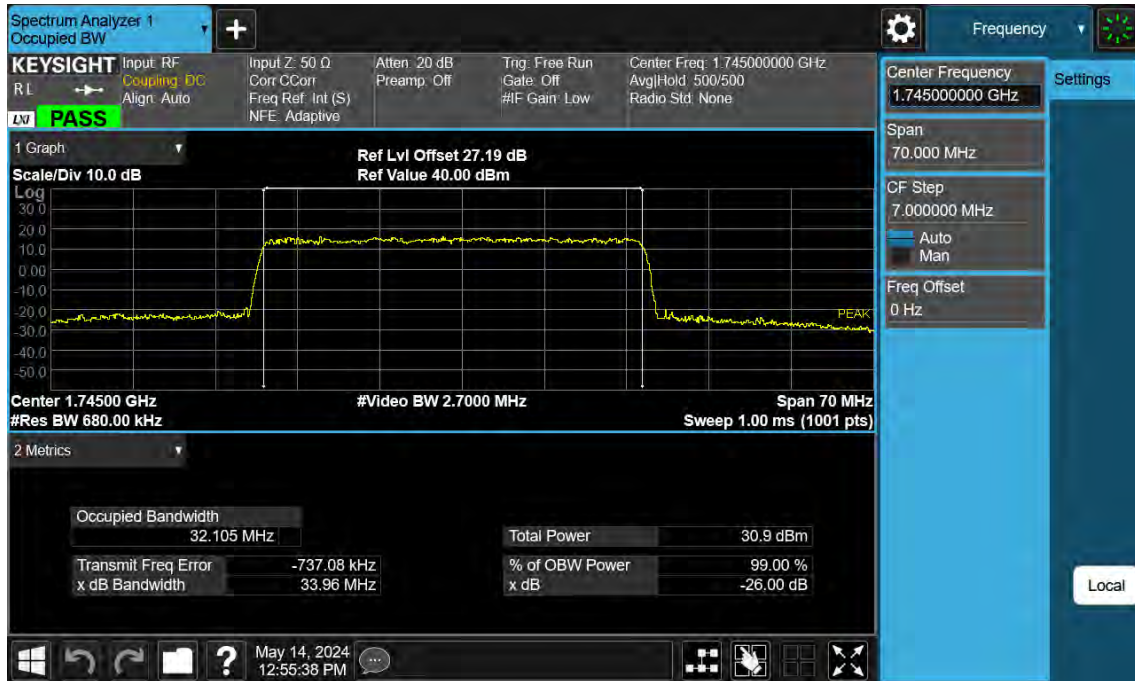 Spectrum Analyzer 1
Occupied BW
+
Frequency
KEYSIGHT
R L
LXI PASS
Input: RF
Coupling: DC
Align: Auto
Input Z: 50 Ω
Corr CCorr
Freq Ref: Int (S)
NFE: Adaptive
Atten: 20 dB
Preamp: Off
Trig: Free Run
Gate: Off
#IF Gain: Low
Center Freq: 1.745000000 GHz
Avg|Hold: 500/500
Radio Std: None
Center Frequency
1.745000000 GHz
Settings
Span
70.000 MHz
CF Step
7.000000 MHz
Auto
Man
Freq Offset
0 Hz
Local
1 Graph
Scale/Div 10.0 dB
Ref Lvl Offset 27.19 dB
Ref Value 40.00 dBm
Log
30.0
20.0
10.0
0.00
-10.0
-20.0
-30.0
-40.0
-50.0
PEAK
Center 1.74500 GHz
#Video BW 2.7000 MHz
Span 70 MHz
#Res BW 680.00 kHz
Sweep 1.00 ms (1001 pts)
2 Metrics
Occupied Bandwidth
32.105 MHz
Total Power 30.9 dBm
Transmit Freq Error -737.08 kHz
% of OBW Power 99.00 %
x dB Bandwidth 33.96 MHz
x dB -26.00 dB
?
May 14, 2024
12:55:38 PM